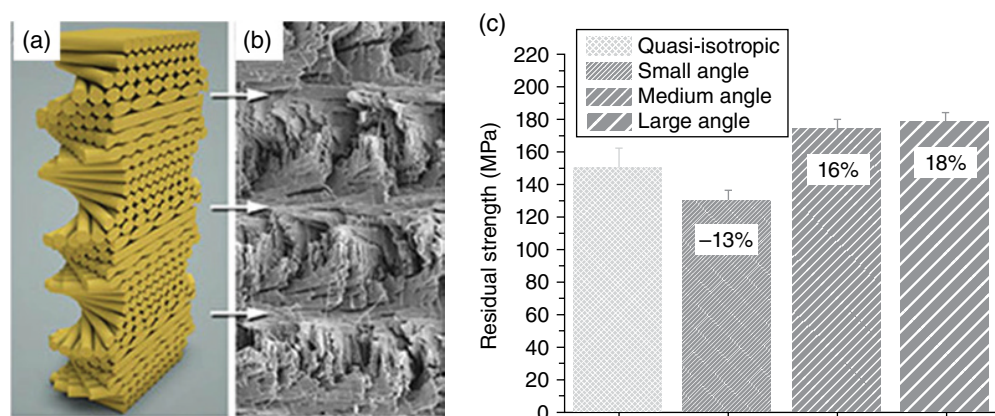 (a)
(b)
(c)
Quasi-isotropic
Small angle
Medium angle
Large angle
Residual strength (MPa)
220
200
180
160
140
120
100
80
60
40
20
0
–13%
16%
18%